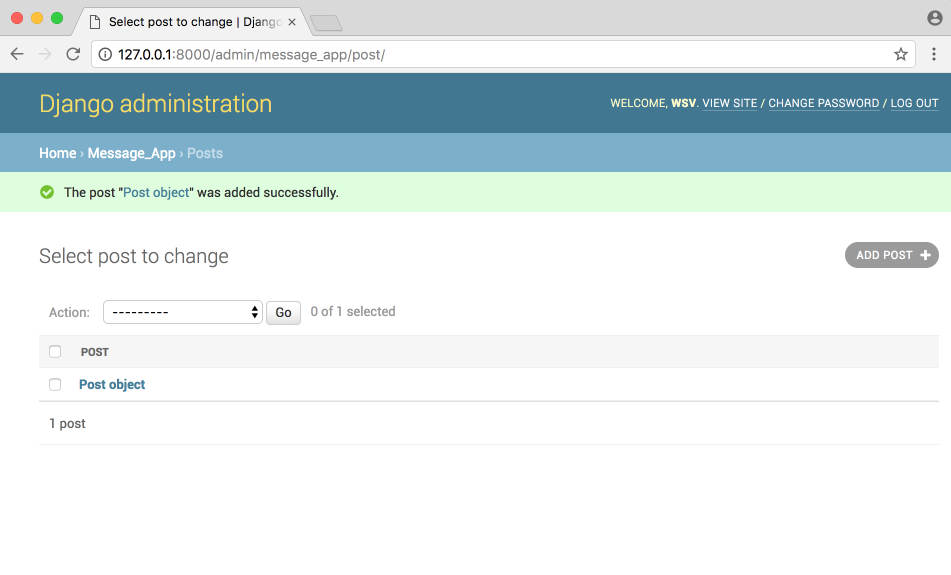 Select post to change | Django
127.0.0.1:8000/admin/message_app/post/
Django administration
WELCOME, WSV. VIEW SITE / CHANGE PASSWORD / LOG OUT
Home › Message_App › Posts
The post "Post object" was added successfully.
Select post to change
ADD POST +
Action: --------- Go 0 of 1 selected
POST
Post object
1 post